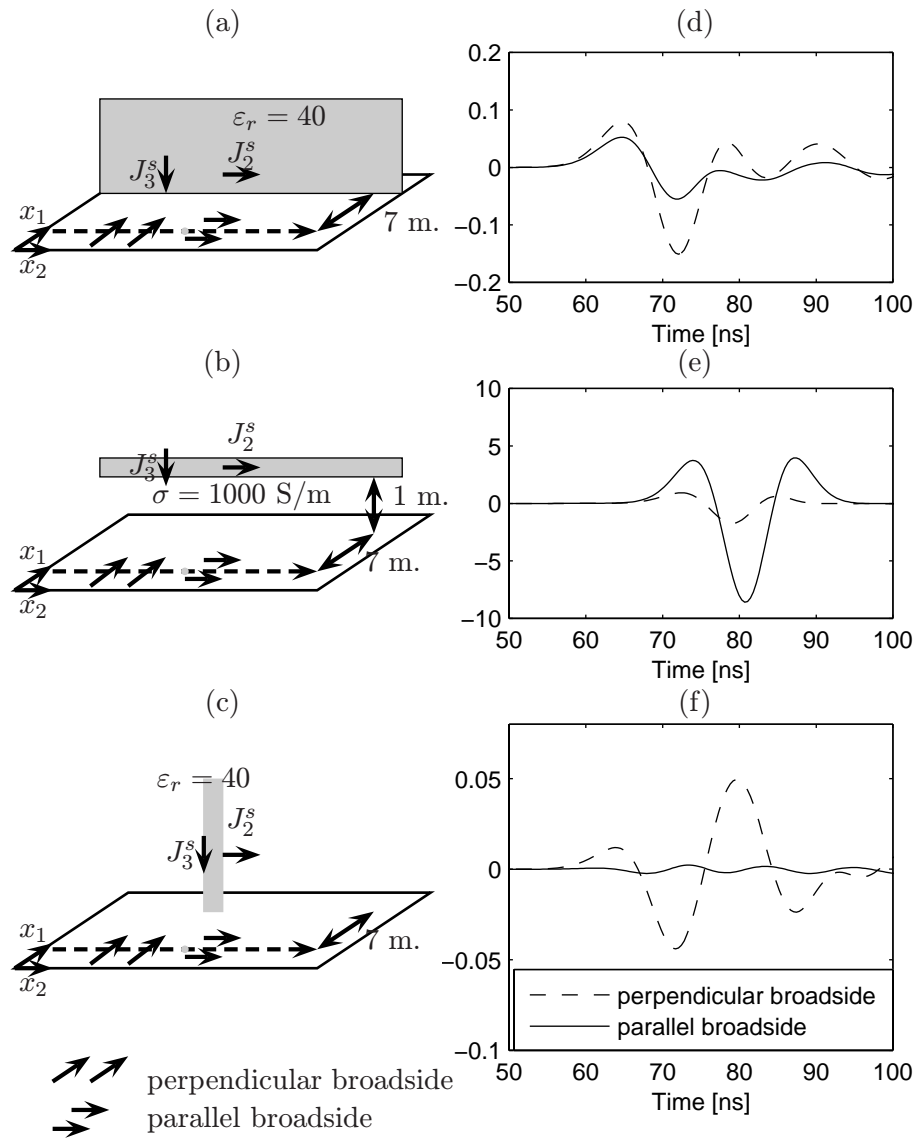 (a)
ε_r = 40
J_3^s
J_2^s
x_1
x_2
7 m.
(d)
0.2
0.1
0
−0.1
−0.2
50 60 70 80 90 100
Time [ns]
(b)
J_2^s
J_3^s
σ = 1000 S/m
1 m.
x_1
x_2
7 m.
(e)
10
5
0
−5
−10
50 60 70 80 90 100
Time [ns]
(c)
ε_r = 40
J_2^s
J_3^s
x_1
x_2
7 m.
perpendicular broadside
parallel broadside
(f)
0.05
0
−0.05
−0.1
perpendicular broadside
parallel broadside
50 60 70 80 90 100
Time [ns]